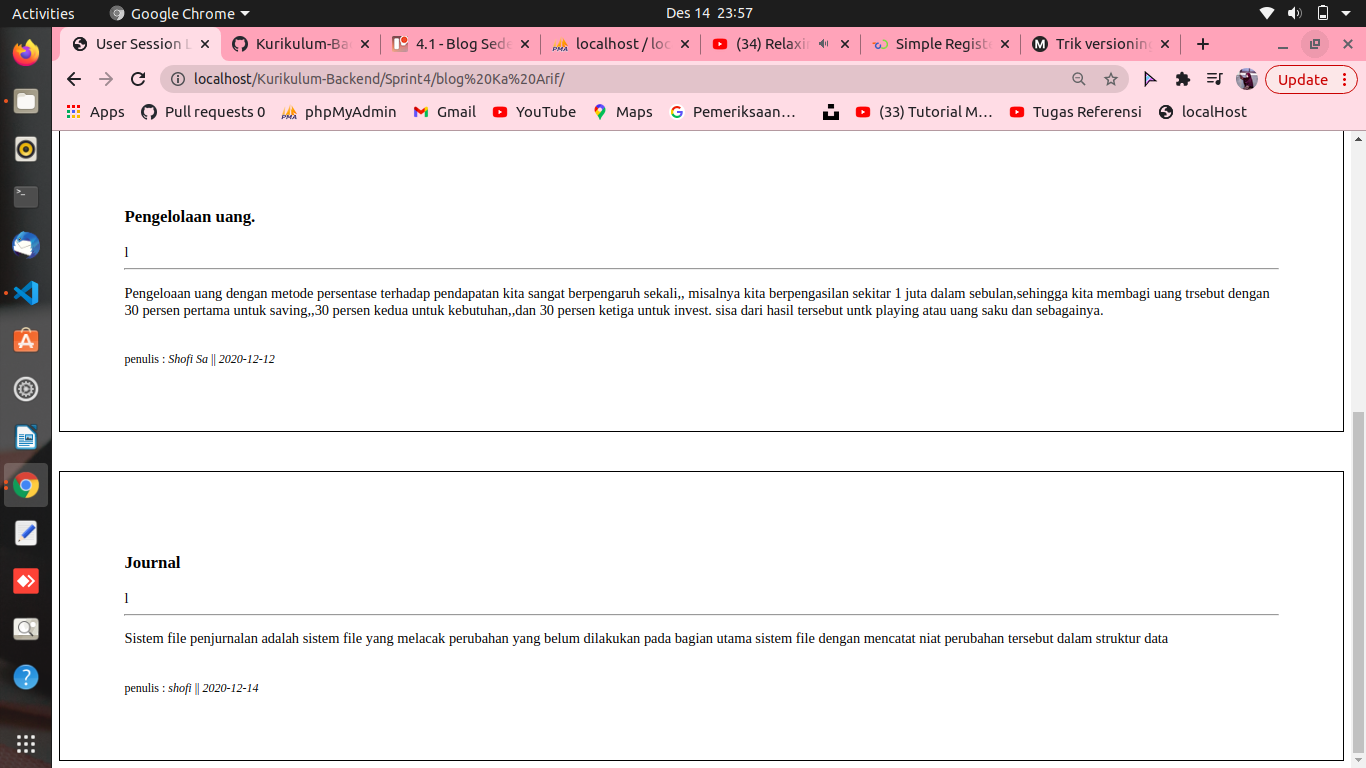 Activities Google Chrome Des 14 23:57
User Session L Kurikulum-Ba 4.1 - Blog Sede localhost / loc (34) Relaxi Simple Regist Trik versioning
localhost/Kurikulum-Backend/Sprint4/blog%20Ka%20Arif/ Update
Apps Pull requests 0 phpMyAdmin Gmail YouTube Maps Pemeriksaan… (33) Tutorial M… Tugas Referensi localHost
Pengelolaan uang.
l
Pengeloaan uang dengan metode persentase terhadap pendapatan kita sangat berpengaruh sekali,, misalnya kita berpengasilan sekitar 1 juta dalam sebulan,sehingga kita membagi uang trsebut dengan
30 persen pertama untuk saving,,30 persen kedua untuk kebutuhan,,dan 30 persen ketiga untuk invest. sisa dari hasil tersebut untk playing atau uang saku dan sebagainya.
penulis : Shofi Sa || 2020-12-12
Journal
l
Sistem file penjurnalan adalah sistem file yang melacak perubahan yang belum dilakukan pada bagian utama sistem file dengan mencatat niat perubahan tersebut dalam struktur data
penulis : shofi || 2020-12-14